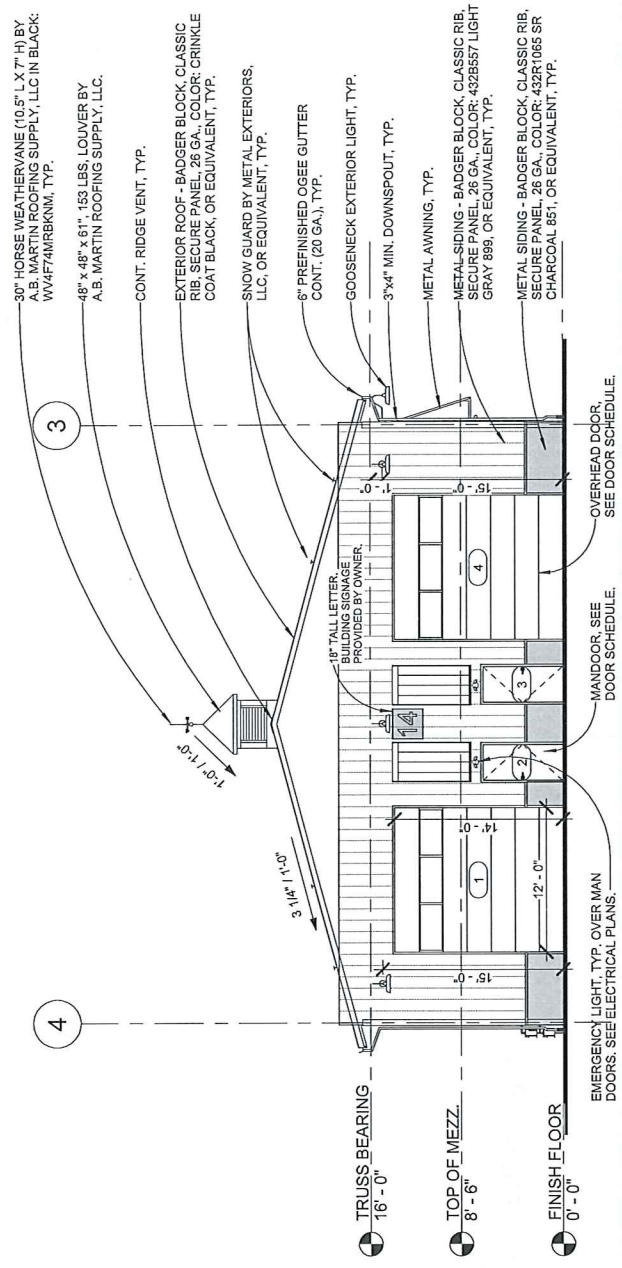 30" HORSE WEATHERVANE (10.5" L X 7" H) BY
A.B. MARTIN ROOFING SUPPLY, LLC IN BLACK:
WV4F74MRBKNM, TYP.
48" x 48" x 61", 153 LBS, LOUVER BY
A.B. MARTIN ROOFING SUPPLY, LLC,
CONT. RIDGE VENT, TYP.
EXTERIOR ROOF - BADGER BLOCK, CLASSIC
RIB, SECURE PANEL, 26 GA., COLOR: CRINKLE
COAT BLACK, OR EQUIVALENT, TYP.
SNOW GUARD BY METAL EXTERIORS,
LLC, OR EQUIVALENT, TYP.
6" PREFINISHED OGEE GUTTER
CONT. (20 GA.), TYP.
GOOSENECK EXTERIOR LIGHT, TYP.
3"x4" MIN. DOWNSPOUT, TYP.
METAL AWNING, TYP.
METAL SIDING - BADGER BLOCK, CLASSIC RIB,
SECURE PANEL, 26 GA., COLOR: 432B557 LIGHT
GRAY 899, OR EQUIVALENT, TYP.
METAL SIDING - BADGER BLOCK, CLASSIC RIB,
SECURE PANEL, 26 GA., COLOR: 432R1065 SR
CHARCOAL 851, OR EQUIVALENT, TYP.
4
3
1'-0" / 1'-0"
3 1/4" / 1'-0"
18" TALL LETTER,
BUILDING SIGNAGE
PROVIDED BY OWNER.
14
1' - 0"
15' - 0"
15' - 0"
14' - 0"
12' - 0"
1
2
3
4
TRUSS BEARING
16' - 0"
TOP OF MEZZ.
8' - 6"
FINISH FLOOR
0' - 0"
EMERGENCY LIGHT, TYP. OVER MAN
DOORS. SEE ELECTRICAL PLANS.
MANDOOR, SEE
DOOR SCHEDULE.
OVERHEAD DOOR,
SEE DOOR SCHEDULE.